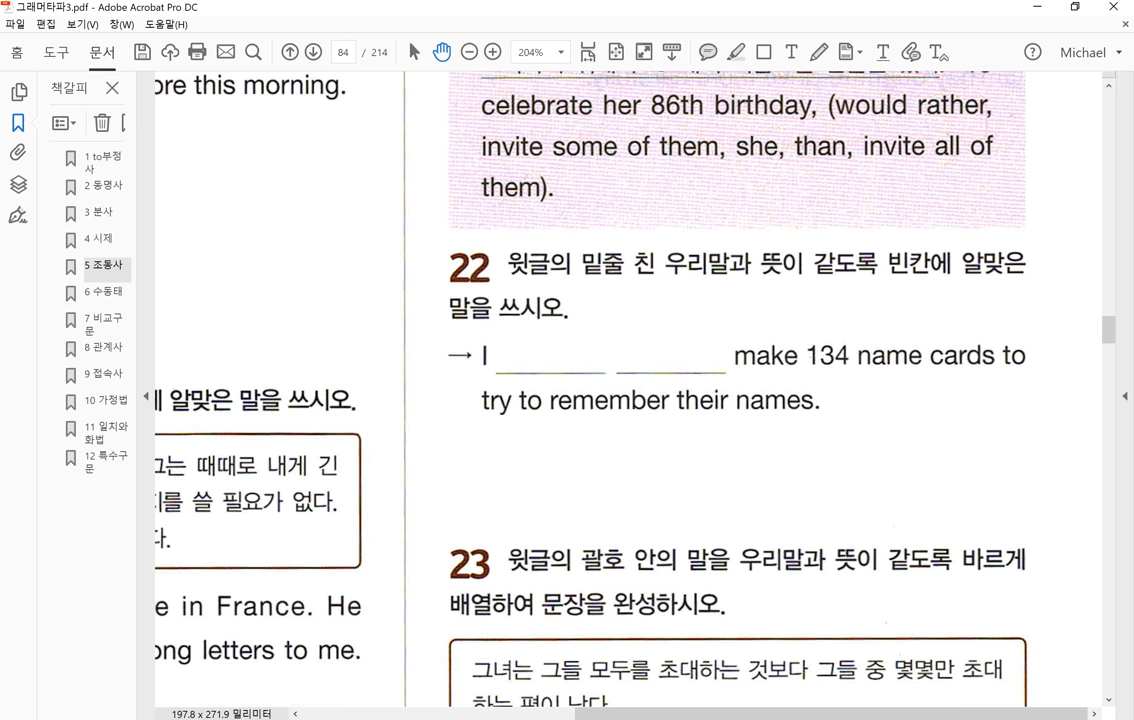 그래머타파3.pdf - Adobe Acrobat Pro DC
파일 편집 보기(V) 창(W) 도움말(H)
홈 도구 문서 84 / 214 204% Michael
책갈피
1 to부정사
2 동명사
3 분사
4 시제
5 조동사
6 수동태
7 비교구문
8 관계사
9 접속사
10 가정법
11 일치와 화법
12 특수구문
ore this morning.
알맞은 말을 쓰시오.
그는 때때로 내게 긴
를 쓸 필요가 없다.
다.
e in France. He
ong letters to me.
celebrate her 86th birthday, (would rather,
invite some of them, she, than, invite all of
them).
22 윗글의 밑줄 친 우리말과 뜻이 같도록 빈칸에 알맞은
말을 쓰시오.
→ I make 134 name cards to
try to remember their names.
23 윗글의 괄호 안의 말을 우리말과 뜻이 같도록 바르게
배열하여 문장을 완성하시오.
그녀는 그들 모두를 초대하는 것보다 그들 중 몇몇만 초대
하는 편이 낫다
197.8 x 271.9 밀리미터